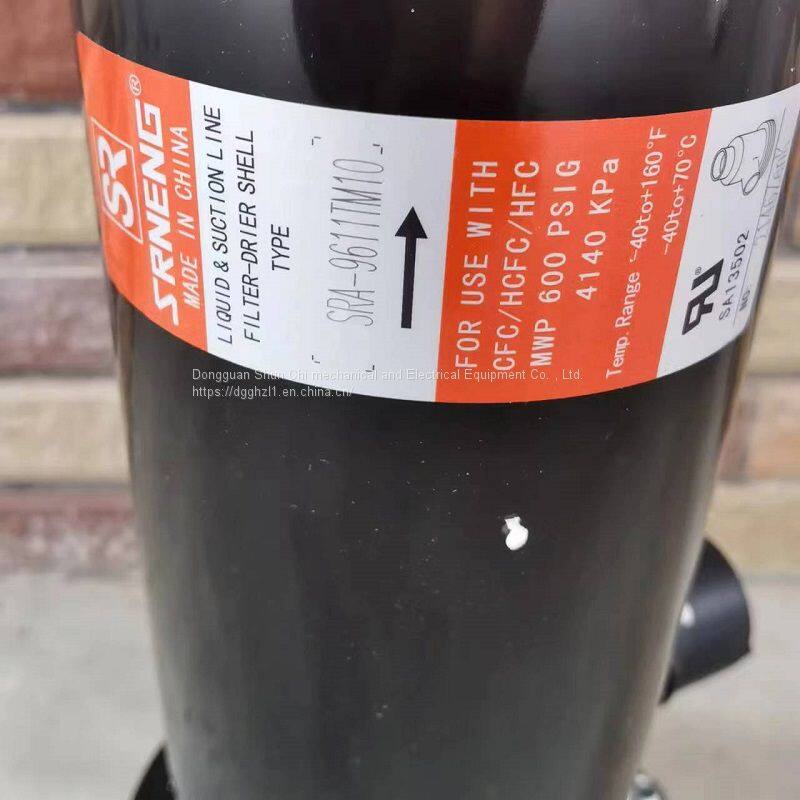 SR
SRNENG®
MADE IN CHINA
LIQUID & SUCTION LINE
FILTER-DRIER SHELL
TYPE
SRA-9611TM10
FOR USE WITH
CFC/HCFC/HFC
MWP 600 PSIG
4140 KPa
Temp. Range -40to+160°F
-40to+70°C
SA13502
NO
Dongguan Shun Chi mechanical and Electrical Equipment Co. , Ltd.
https://dgghzl1.en.china.cn/